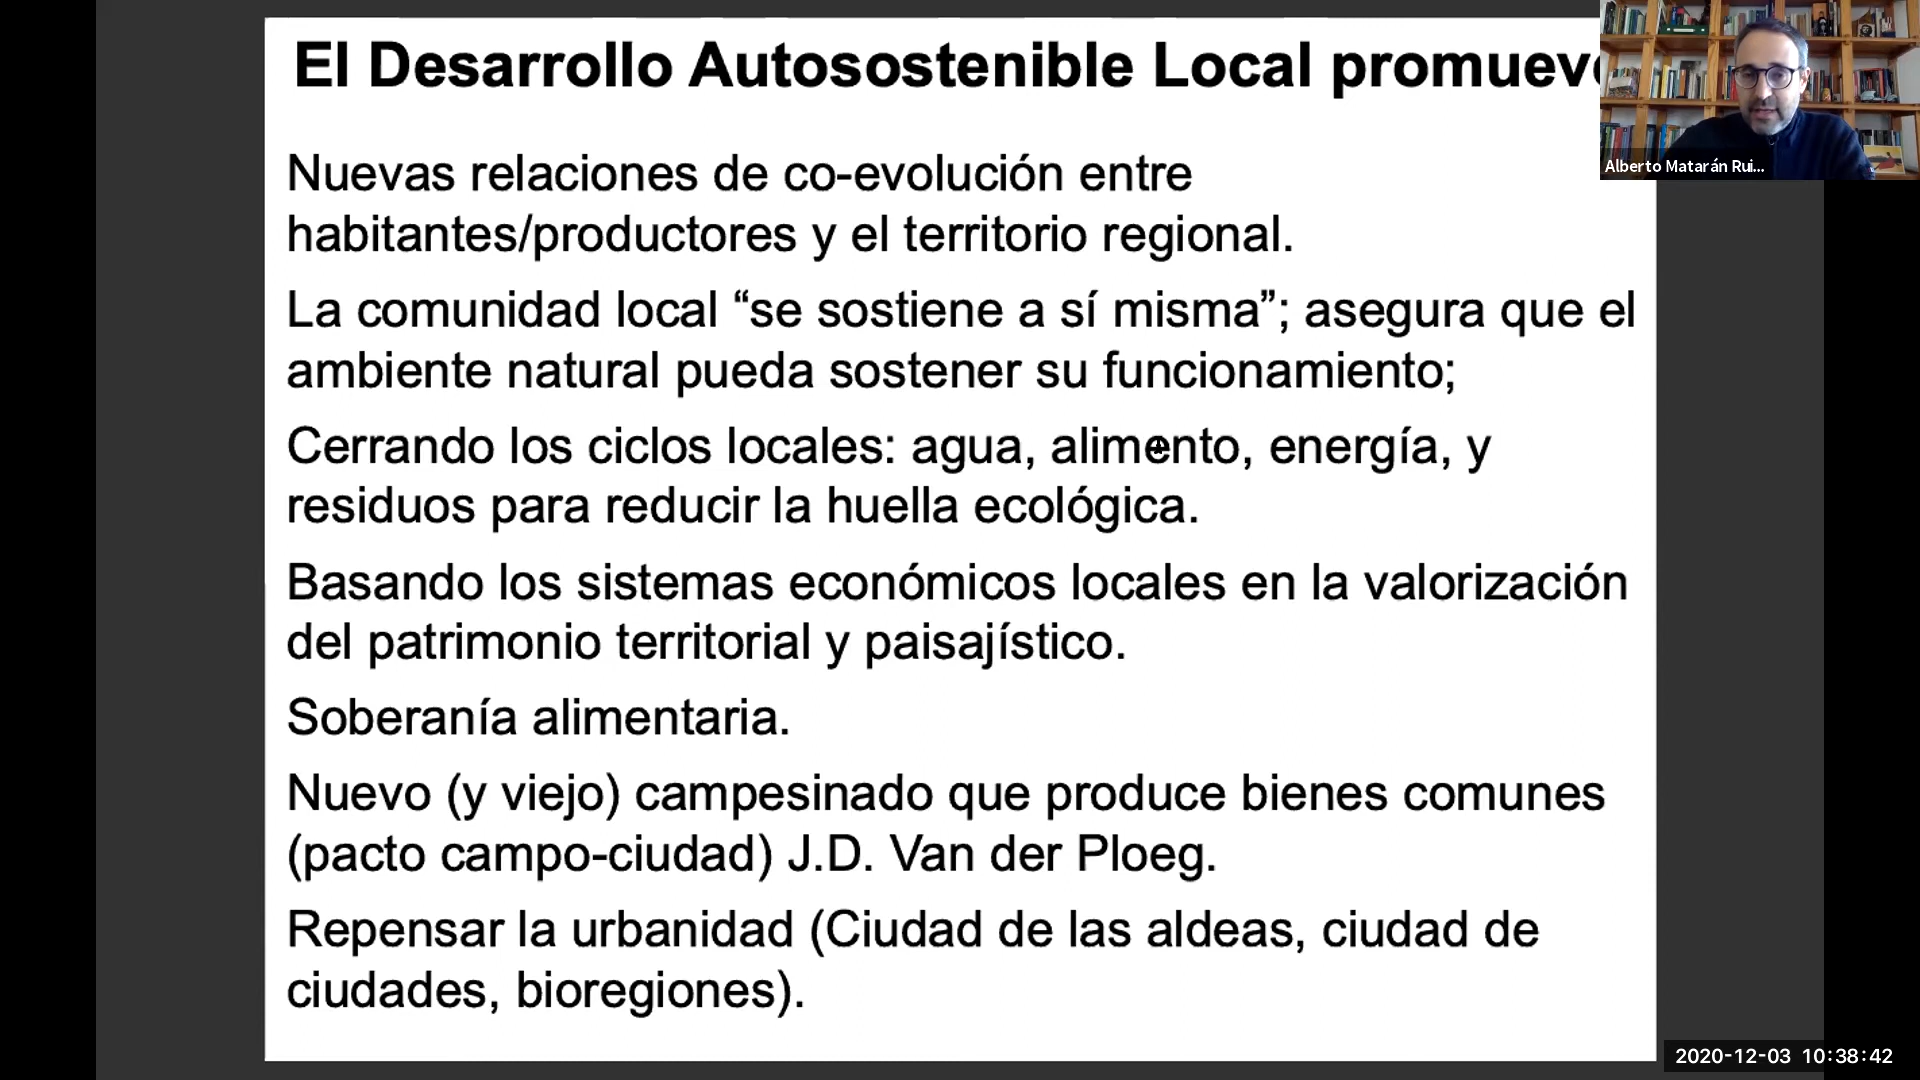 El Desarrollo Autosostenible Local
Nuevas relaciones de co-evolución entre
habitantes/productores y el territorio regional.
La comunidad local “se sostiene a sí misma”; asegura que el
ambiente natural pueda sostener su funcionamiento;
Cerrando los ciclos locales: agua, alimento, energía, y
residuos para reducir la huella ecológica.
Basando los sistemas económicos locales en la valorización
del patrimonio territorial y paisajístico.
Soberanía alimentaria.
Nuevo (y viejo) campesinado que produce bienes comunes
(pacto campo-ciudad) J.D. Van der Ploeg.
Repensar la urbanidad (Ciudad de las aldeas, ciudad de
ciudades, bioregiones).
Alberto Matarán Rui...
2020-12-03 10:38:42